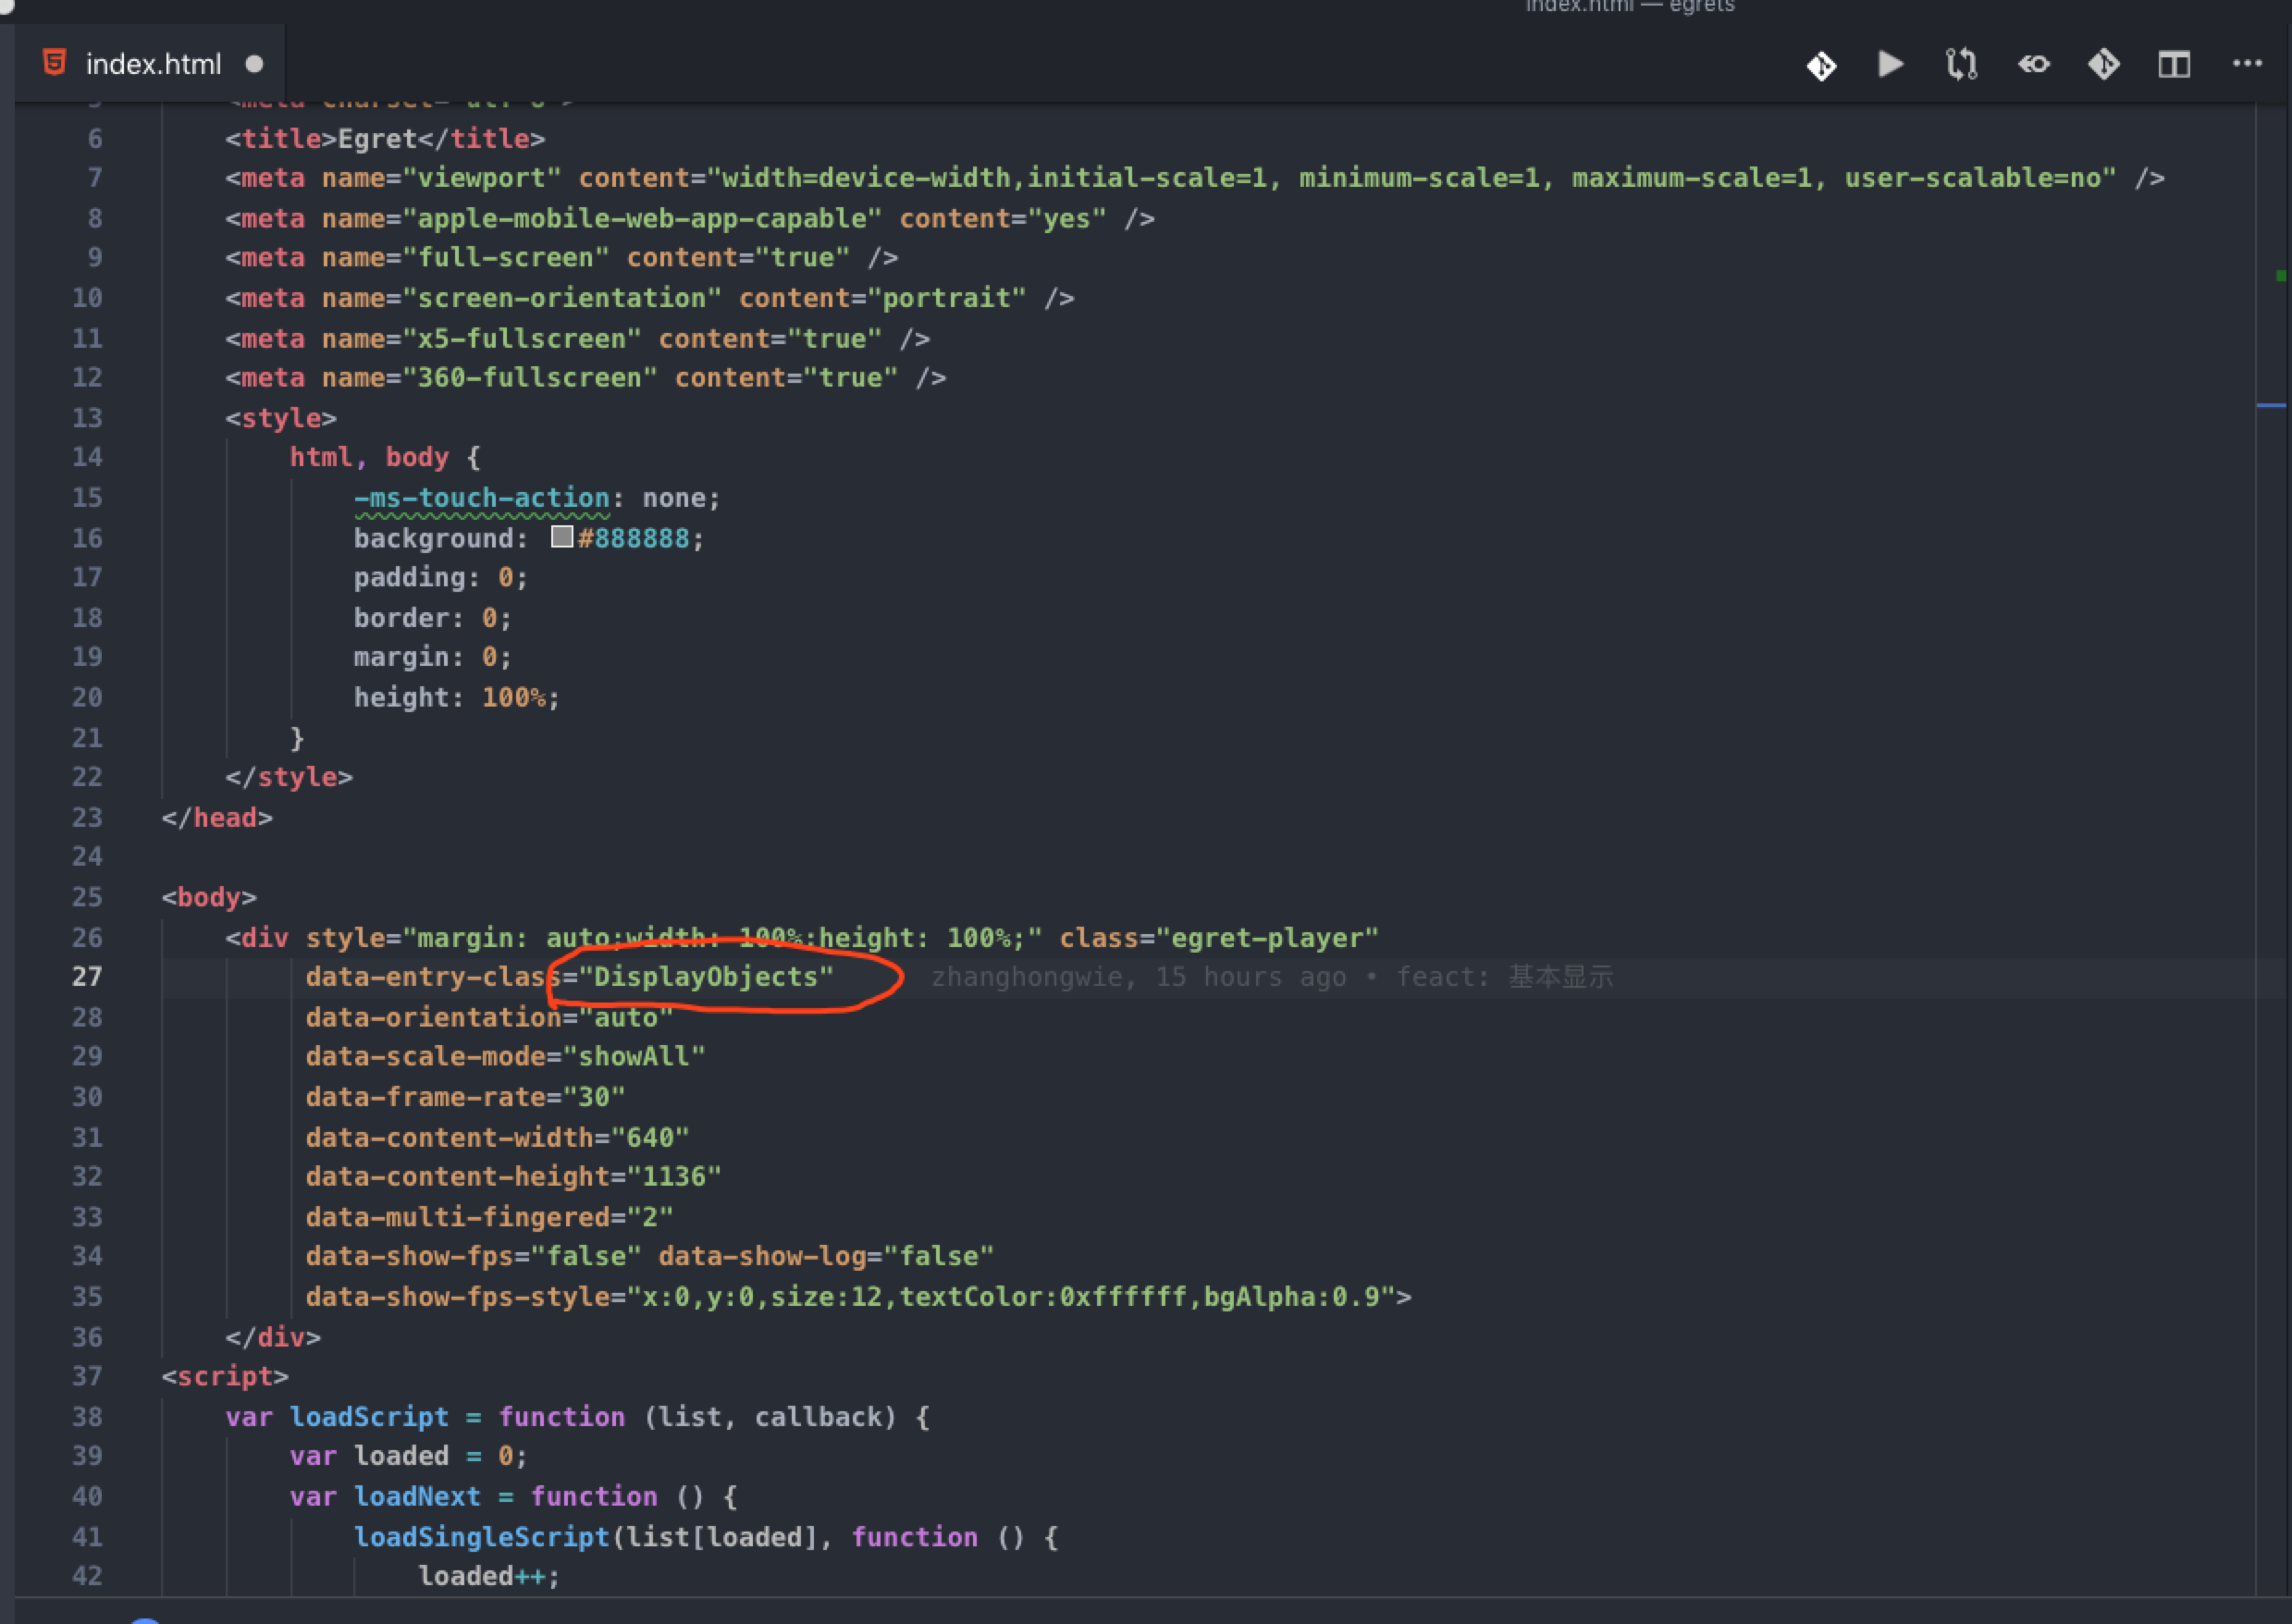 index.html — egrets
index.html
5 <meta charset="utf-8">
6 <title>Egret</title>
7 <meta name="viewport" content="width=device-width,initial-scale=1, minimum-scale=1, maximum-scale=1, user-scalable=no" />
8 <meta name="apple-mobile-web-app-capable" content="yes" />
9 <meta name="full-screen" content="true" />
10 <meta name="screen-orientation" content="portrait" />
11 <meta name="x5-fullscreen" content="true" />
12 <meta name="360-fullscreen" content="true" />
13 <style>
14 html, body {
15 -ms-touch-action: none;
16 background: #888888;
17 padding: 0;
18 border: 0;
19 margin: 0;
20 height: 100%;
21 }
22 </style>
23 </head>
24
25 <body>
26 <div style="margin: auto;width: 100%;height: 100%;" class="egret-player"
27 data-entry-class="DisplayObjects" zhanghongwie, 15 hours ago • feact: 基本显示
28 data-orientation="auto"
29 data-scale-mode="showAll"
30 data-frame-rate="30"
31 data-content-width="640"
32 data-content-height="1136"
33 data-multi-fingered="2"
34 data-show-fps="false" data-show-log="false"
35 data-show-fps-style="x:0,y:0,size:12,textColor:0xffffff,bgAlpha:0.9">
36 </div>
37 <script>
38 var loadScript = function (list, callback) {
39 var loaded = 0;
40 var loadNext = function () {
41 loadSingleScript(list[loaded], function () {
42 loaded++;